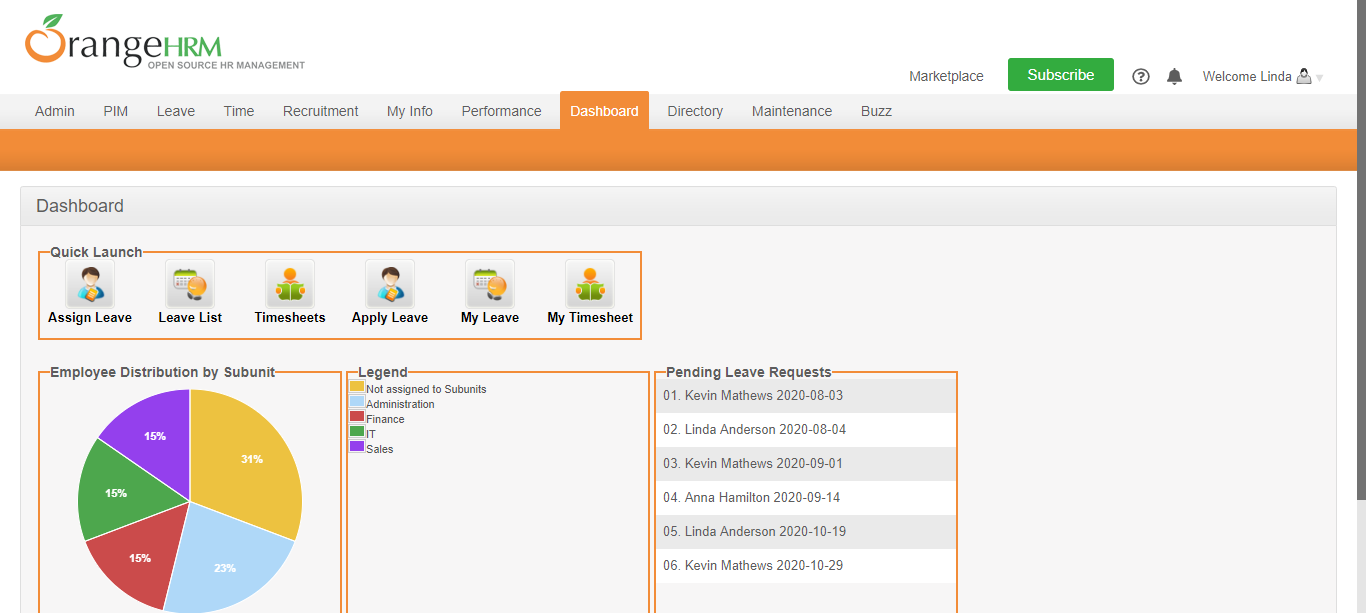 OrangeHRM
OPEN SOURCE HR MANAGEMENT
Marketplace Subscribe ? Welcome Linda
Admin PIM Leave Time Recruitment My Info Performance Dashboard Directory Maintenance Buzz
Dashboard
Quick Launch
Assign Leave Leave List Timesheets Apply Leave My Leave My Timesheet
Employee Distribution by Subunit
31%
23%
15%
15%
15%
Legend
Not assigned to Subunits
Administration
Finance
IT
Sales
Pending Leave Requests
01. Kevin Mathews 2020-08-03
02. Linda Anderson 2020-08-04
03. Kevin Mathews 2020-09-01
04. Anna Hamilton 2020-09-14
05. Linda Anderson 2020-10-19
06. Kevin Mathews 2020-10-29